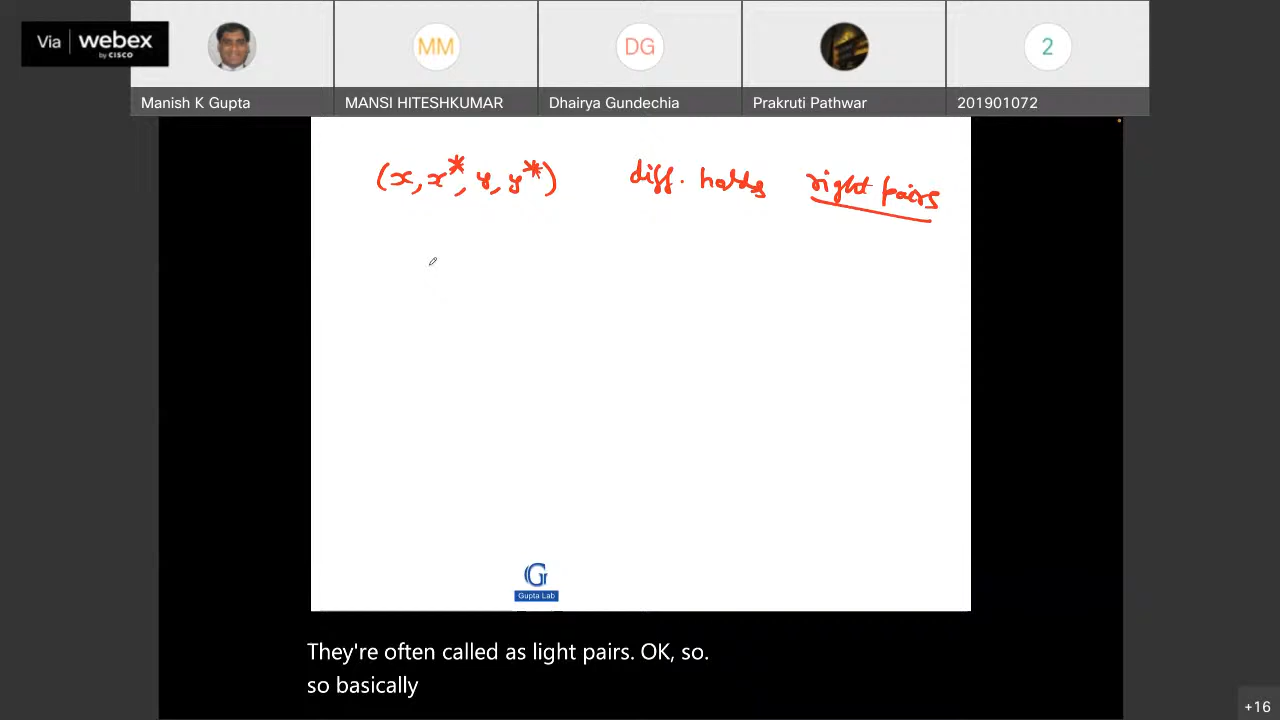 Via webex
by CISCO
MM
DG
2
Manish K Gupta
MANSI HITESHKUMAR
Dhairya Gundechia
Prakruti Pathwar
201901072
(x, x*, y, y*) diff. holds right pairs
G
Gupta Lab
They're often called as light pairs. OK, so.
so basically
+16